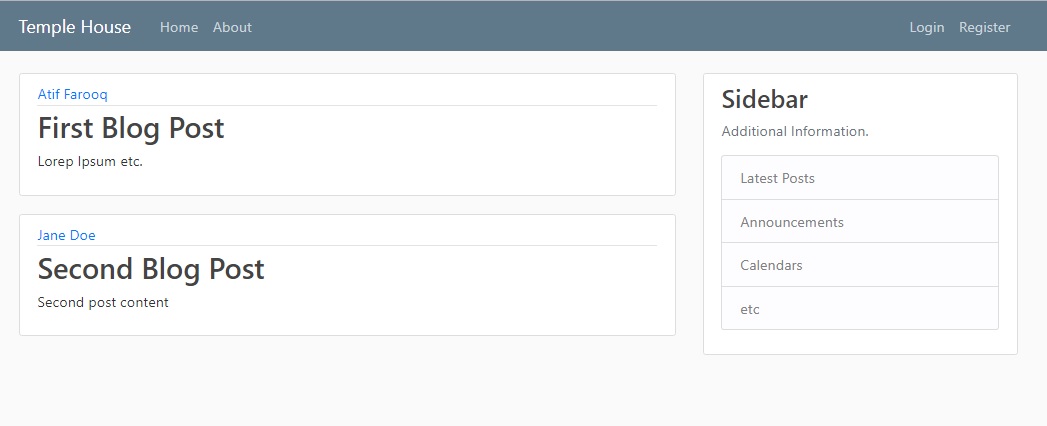 Temple House Home About Login Register
Atif Farooq
First Blog Post
Lorep Ipsum etc.
Jane Doe
Second Blog Post
Second post content
Sidebar
Additional Information.
Latest Posts
Announcements
Calendars
etc